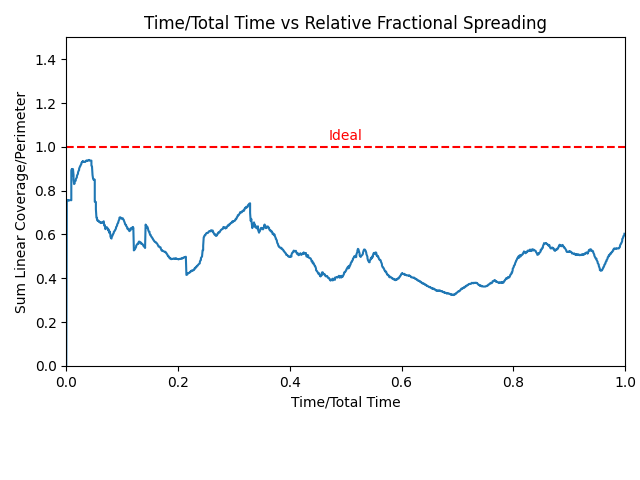 Time/Total Time vs Relative Fractional Spreading
Sum Linear Coverage/Perimeter
1.4
1.2
1.0
0.8
0.6
0.4
0.2
0.0
Ideal
0.0 0.2 0.4 0.6 0.8 1.0
Time/Total Time